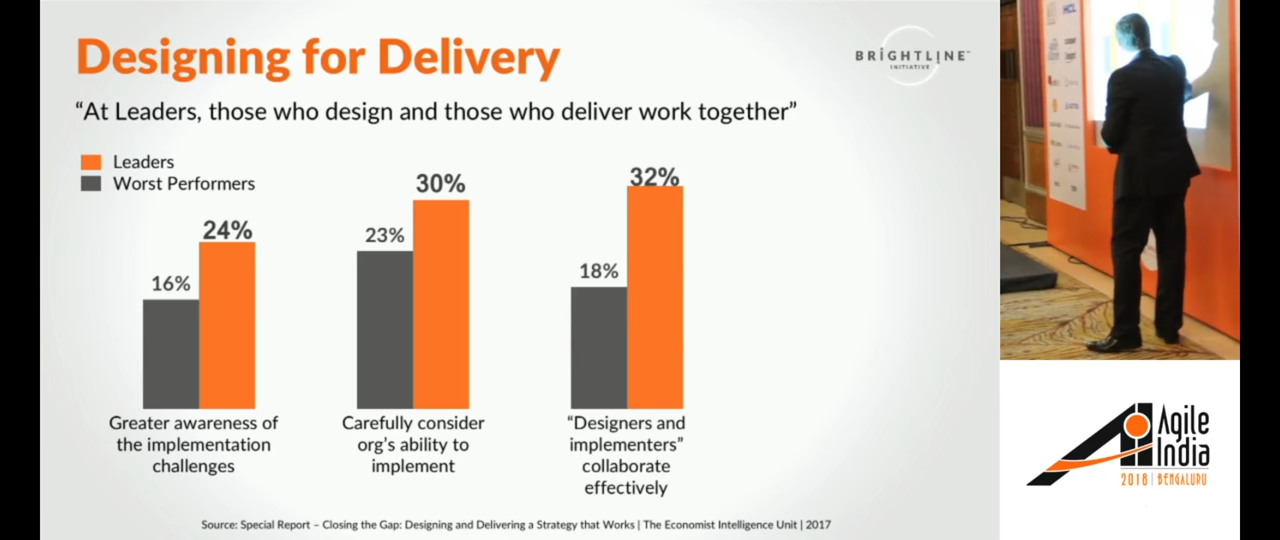 Designing for Delivery
BRIGHTLINE™
INITIATIVE
“At Leaders, those who design and those who deliver work together”
Leaders
Worst Performers
16%
24%
23%
30%
18%
32%
Greater awareness of
the implementation
challenges
Carefully consider
org’s ability to
implement
“Designers and
implementers”
collaborate
effectively
Source: Special Report – Closing the Gap: Designing and Delivering a Strategy that Works | The Economist Intelligence Unit | 2017
HCL
Agile
India
2018 | BENGALURU